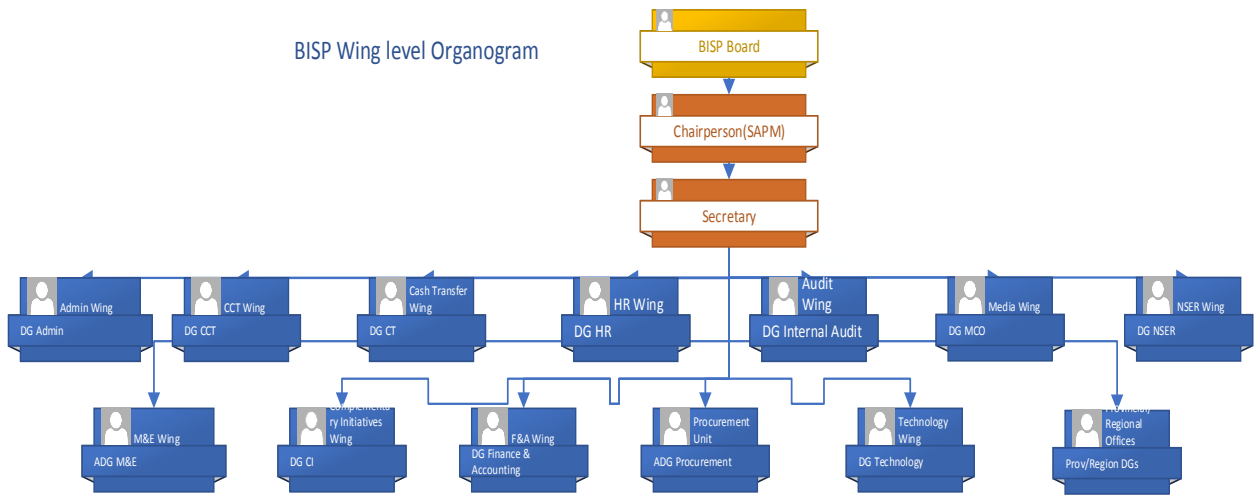 BISP Wing level Organogram
BISP Board
Chairperson(SAPM)
Secretary
Admin Wing
DG Admin
CCT Wing
DG CCT
Cash Transfer
Wing
DG CT
HR Wing
DG HR
Audit
Wing
DG Internal Audit
Media Wing
DG MCO
NSER Wing
DG NSER
M&E Wing
ADG M&E
Complementa
ry Initiatives
Wing
DG CI
F&A Wing
DG Finance &
Accounting
Procurement
Unit
ADG Procurement
Technology
Wing
DG Technology
Provincial/
Regional
Offices
Prov/Region DGs